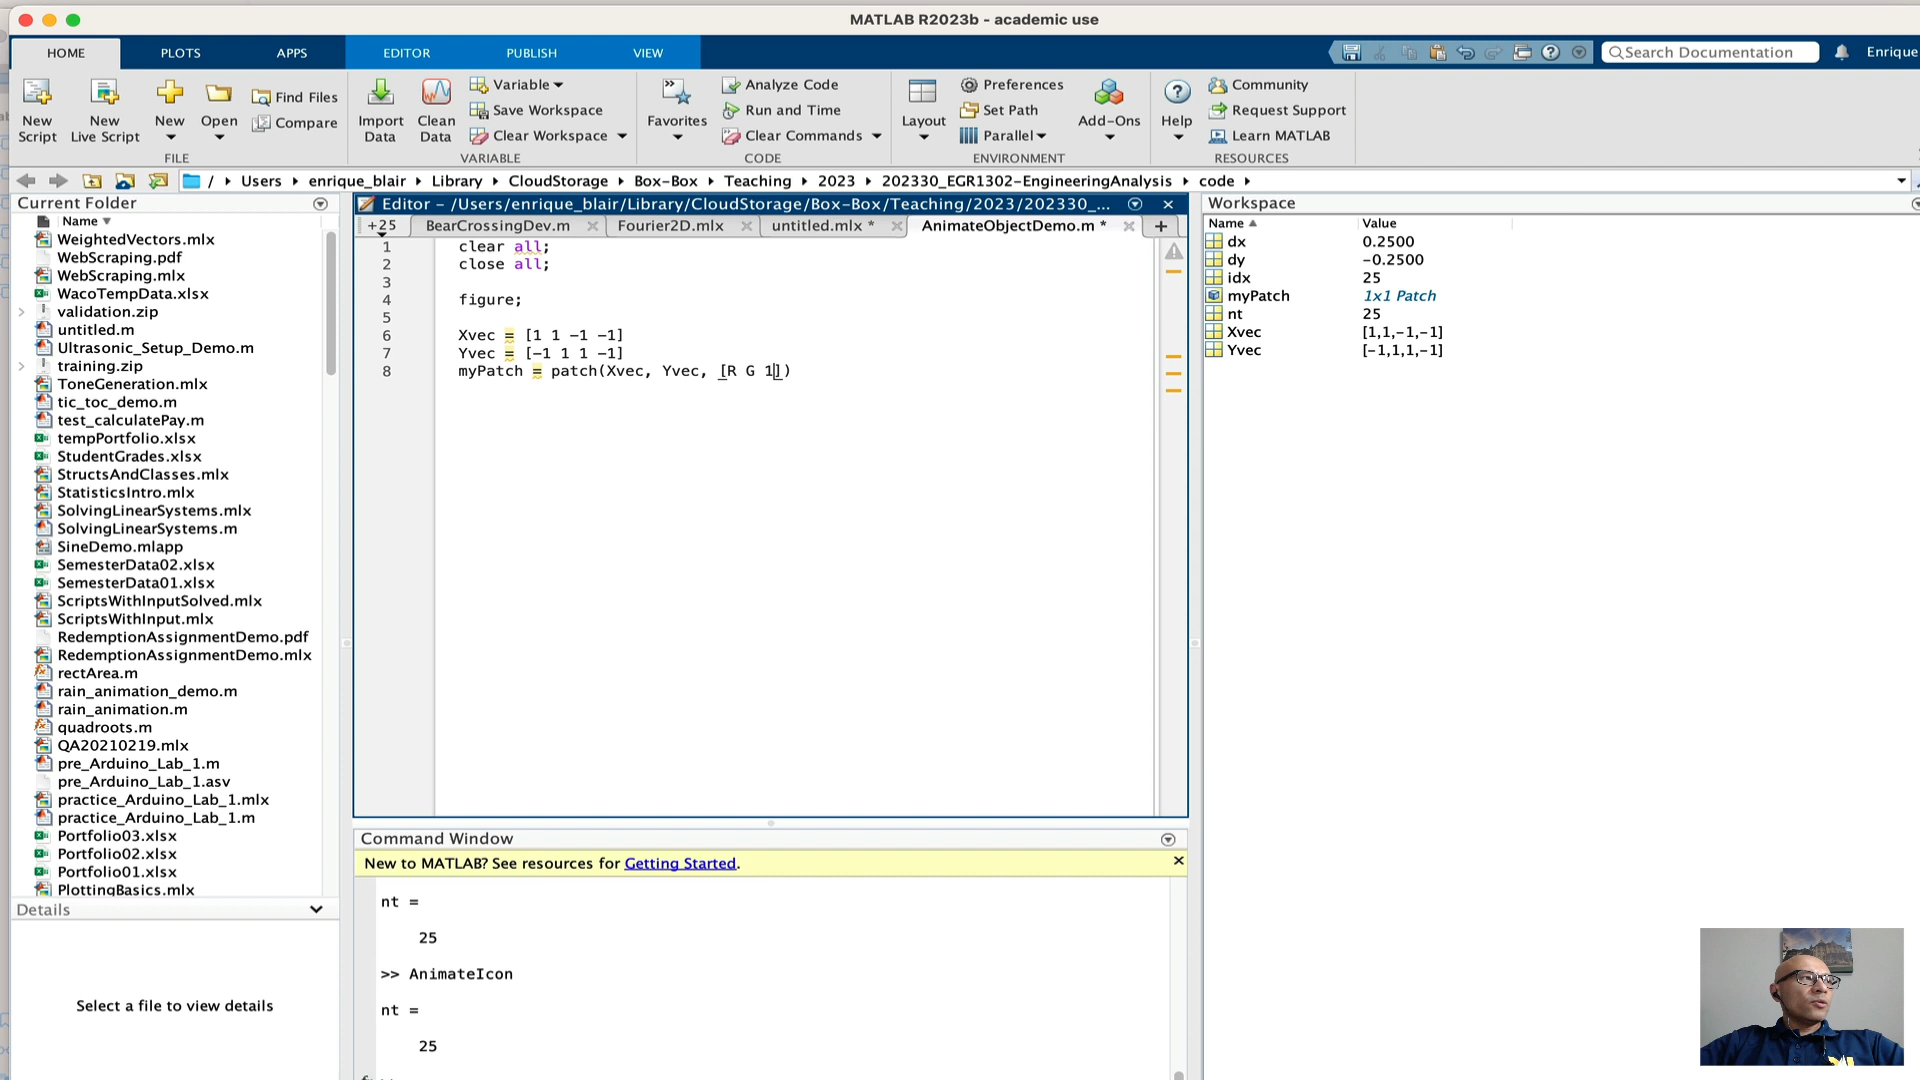 MATLAB R2023b - academic use
HOME PLOTS APPS EDITOR PUBLISH VIEW
Search Documentation
Enrique
New Script
New Live Script
New
Open
Find Files
Compare
FILE
Import Data
Clean Data
Variable
Save Workspace
Clear Workspace
VARIABLE
Favorites
Analyze Code
Run and Time
Clear Commands
CODE
Layout
Preferences
Set Path
Parallel
Add-Ons
ENVIRONMENT
Help
Community
Request Support
Learn MATLAB
RESOURCES
/ Users enrique_blair Library CloudStorage Box-Box Teaching 2023 202330_EGR1302-EngineeringAnalysis code
Current Folder
Name
WeightedVectors.mlx
WebScraping.pdf
WebScraping.mlx
WacoTempData.xlsx
validation.zip
untitled.m
Ultrasonic_Setup_Demo.m
training.zip
ToneGeneration.mlx
tic_toc_demo.m
test_calculatePay.m
tempPortfolio.xlsx
StudentGrades.xlsx
StructsAndClasses.mlx
StatisticsIntro.mlx
SolvingLinearSystems.mlx
SolvingLinearSystems.m
SineDemo.mlapp
SemesterData02.xlsx
SemesterData01.xlsx
ScriptsWithInputSolved.mlx
ScriptsWithInput.mlx
RedemptionAssignmentDemo.pdf
RedemptionAssignmentDemo.mlx
rectArea.m
rain_animation_demo.m
rain_animation.m
quadroots.m
QA20210219.mlx
pre_Arduino_Lab_1.m
pre_Arduino_Lab_1.asv
practice_Arduino_Lab_1.mlx
practice_Arduino_Lab_1.m
Portfolio03.xlsx
Portfolio02.xlsx
Portfolio01.xlsx
PlottingBasics.mlx
Details
Select a file to view details
Editor – /Users/enrique_blair/Library/CloudStorage/Box-Box/Teaching/2023/202330_...
+25 BearCrossingDev.m Fourier2D.mlx untitled.mlx * AnimateObjectDemo.m * +
1 clear all;
2 close all;
3
4 figure;
5
6 Xvec = [1 1 -1 -1]
7 Yvec = [-1 1 1 -1]
8 myPatch = patch(Xvec, Yvec, [R G 1])
Command Window
New to MATLAB? See resources for Getting Started.
nt =
25
>> AnimateIcon
nt =
25
Workspace
Name Value
dx 0.2500
dy -0.2500
idx 25
myPatch 1x1 Patch
nt 25
Xvec [1,1,-1,-1]
Yvec [-1,1,1,-1]